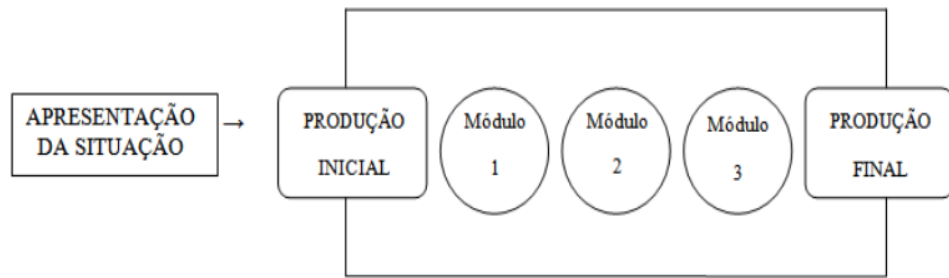 APRESENTAÇÃO
DA SITUAÇÃO
→
PRODUÇÃO
INICIAL
Módulo
1
Módulo
2
Módulo
3
PRODUÇÃO
FINAL